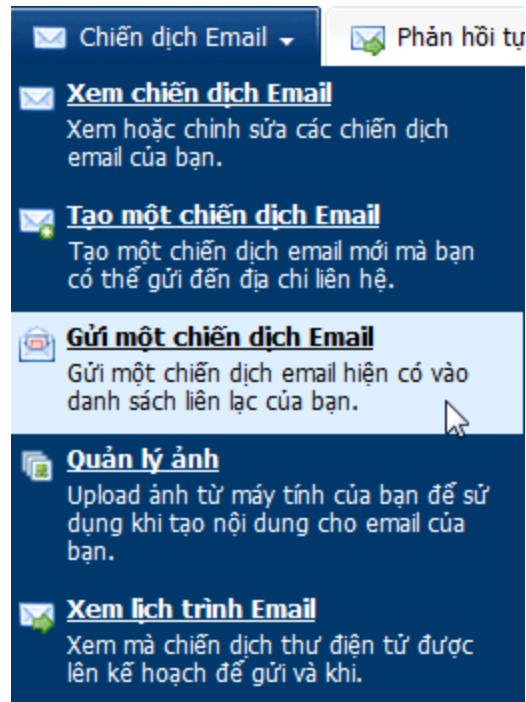 Chiến dịch Email
Phản hồi tự
Xem chiến dịch Email
Xem hoặc chinh sửa các chiến dịch
email của bạn.
Tạo một chiến dịch Email
Tạo một chiến dịch email mới mà bạn
có thể gửi đến địa chỉ liên hệ.
Gửi một chiến dịch Email
Gửi một chiến dịch email hiện có vào
danh sách liên lạc của bạn.
Quản lý ảnh
Upload ảnh từ máy tính của bạn để sử
dụng khi tạo nội dung cho email của
bạn.
Xem lịch trình Email
Xem mà chiến dịch thư điện tử được
lên kế hoạch để gửi và khi.